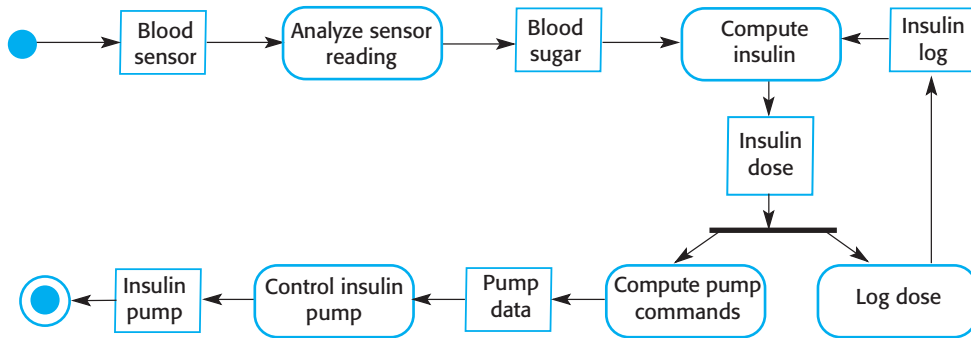 Blood
sensor
Analyze sensor
reading
Blood
sugar
Compute
insulin
Insulin
log
Insulin
dose
Insulin
pump
Control insulin
pump
Pump
data
Compute pump
commands
Log dose